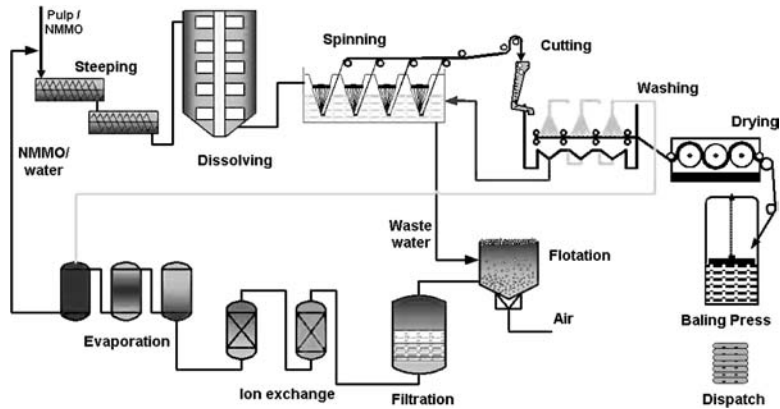 Pulp /
NMMO
Steeping
Spinning
Cutting
Washing
Drying
NMMO/
water
Dissolving
Waste
water
Flotation
Air
Evaporation
Ion exchange
Filtration
Baling Press
Dispatch